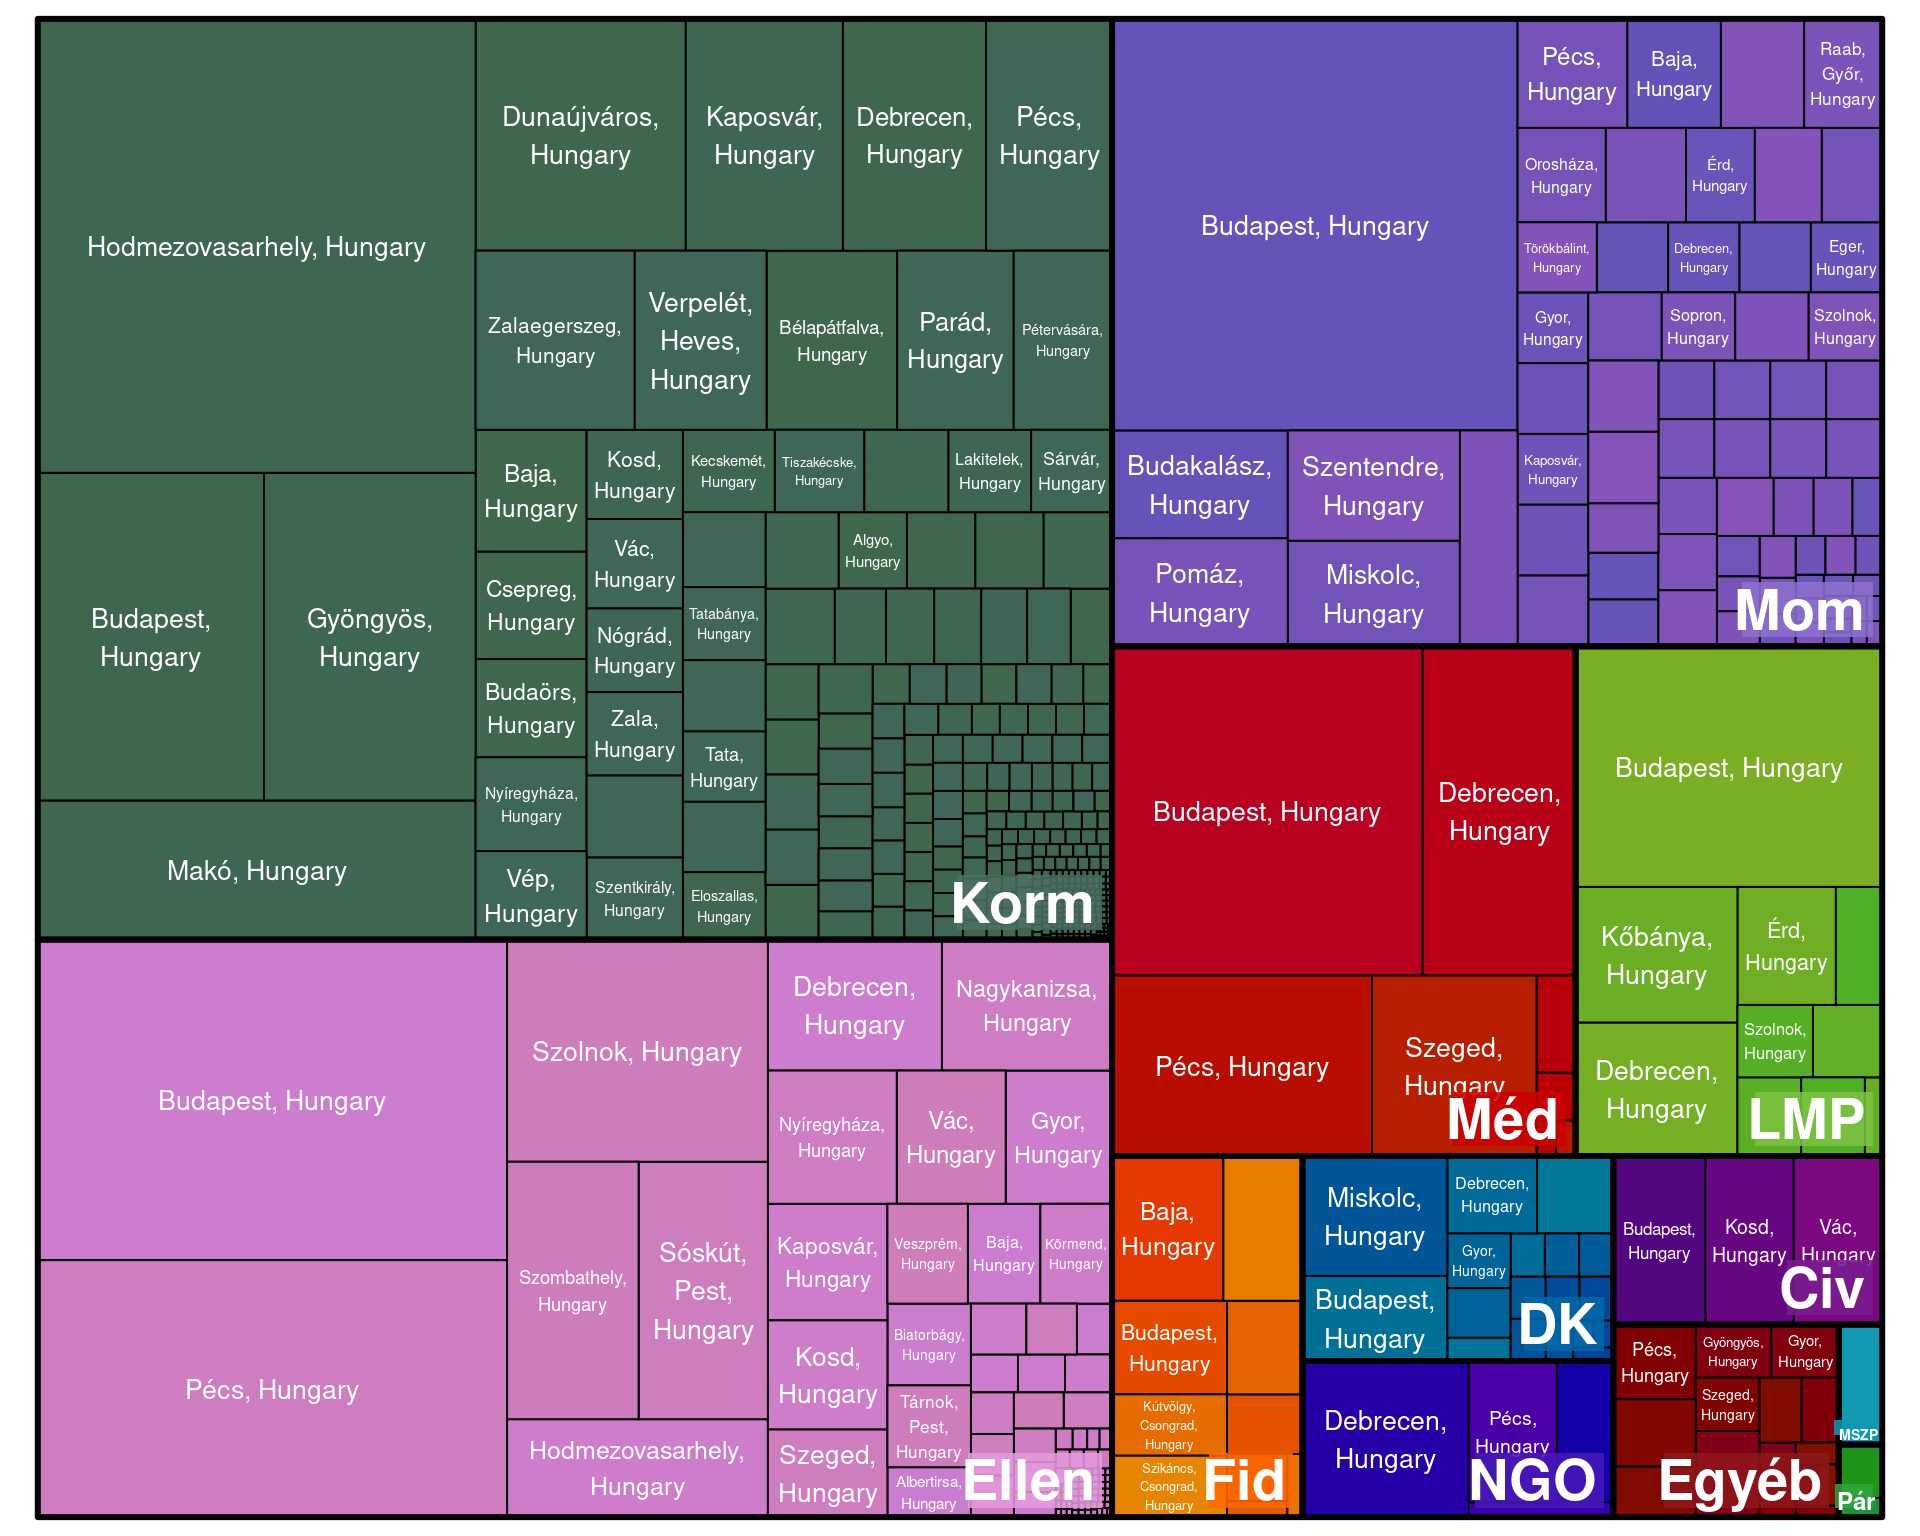 Hodmezovasarhely, Hungary
Budapest,
Hungary
Gyöngyös,
Hungary
Makó, Hungary
Dunaújváros,
Hungary
Kaposvár,
Hungary
Debrecen,
Hungary
Pécs,
Hungary
Zalaegerszeg,
Hungary
Verpelét,
Heves,
Hungary
Bélapátfalva,
Hungary
Parád,
Hungary
Pétervására,
Hungary
Baja,
Hungary
Csepreg,
Hungary
Budaörs,
Hungary
Nyíregyháza,
Hungary
Vép,
Hungary
Kosd,
Hungary
Vác,
Hungary
Nógrád,
Hungary
Zala,
Hungary
Szentkirály,
Hungary
Kecskemét,
Hungary
Tiszakécske,
Hungary
Lakitelek,
Hungary
Sárvár,
Hungary
Algyo,
Hungary
Tatabánya,
Hungary
Tata,
Hungary
Eloszallas,
Hungary
Korm
Budapest, Hungary
Budakalász,
Hungary
Szentendre,
Hungary
Pomáz,
Hungary
Miskolc,
Hungary
Pécs,
Hungary
Baja,
Hungary
Raab,
Győr,
Hungary
Orosháza,
Hungary
Érd,
Hungary
Törökbálint,
Hungary
Debrecen,
Hungary
Eger,
Hungary
Gyor,
Hungary
Sopron,
Hungary
Szolnok,
Hungary
Kaposvár,
Hungary
Mom
Budapest, Hungary
Pécs, Hungary
Szolnok, Hungary
Szombathely,
Hungary
Sóskút,
Pest,
Hungary
Hodmezovasarhely,
Hungary
Debrecen,
Hungary
Nagykanizsa,
Hungary
Nyíregyháza,
Hungary
Vác,
Hungary
Gyor,
Hungary
Kaposvár,
Hungary
Veszprém,
Hungary
Baja,
Hungary
Körmend,
Hungary
Kosd,
Hungary
Biatorbágy,
Hungary
Tárnok,
Pest,
Hungary
Szeged,
Hungary
Albertirsa,
Hungary
Ellen
Budapest, Hungary
Debrecen,
Hungary
Pécs, Hungary
Szeged,
Hungary
Méd
Budapest, Hungary
Kőbánya,
Hungary
Érd,
Hungary
Debrecen,
Hungary
Szolnok,
Hungary
LMP
Baja,
Hungary
Budapest,
Hungary
Kútvölgy,
Csongrad,
Hungary
Szikáncs,
Csongrad,
Hungary
Fid
Miskolc,
Hungary
Budapest,
Hungary
Debrecen,
Hungary
Gyor,
Hungary
DK
Debrecen,
Hungary
Pécs,
Hungary
NGO
Budapest,
Hungary
Kosd,
Hungary
Vác,
Hungary
Civ
Pécs,
Hungary
Gyöngyös,
Hungary
Gyor,
Hungary
Szeged,
Hungary
Egyéb
MSZP
Pár